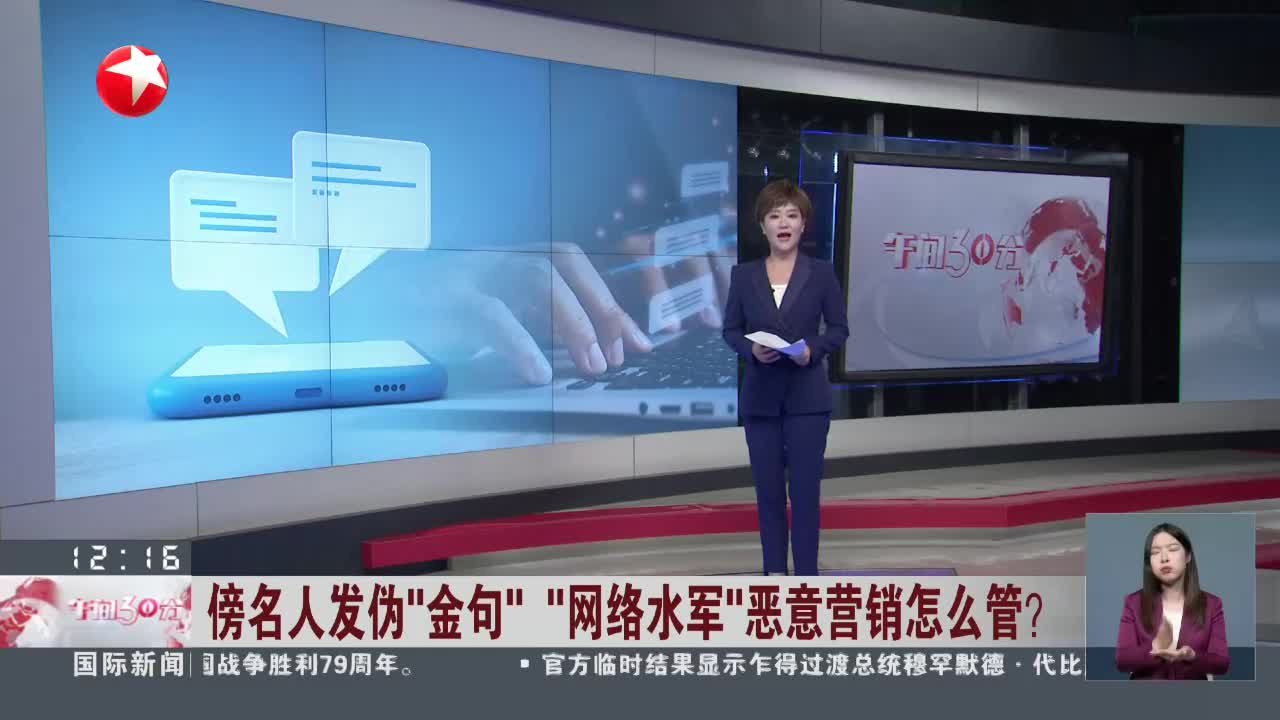 午间30分
12:16
午间30分
傍名人发伪"金句" "网络水军"恶意营销怎么管?
国际新闻
国战争胜利79周年。 ▪ 官方临时结果显示乍得过渡总统穆罕默德·代比